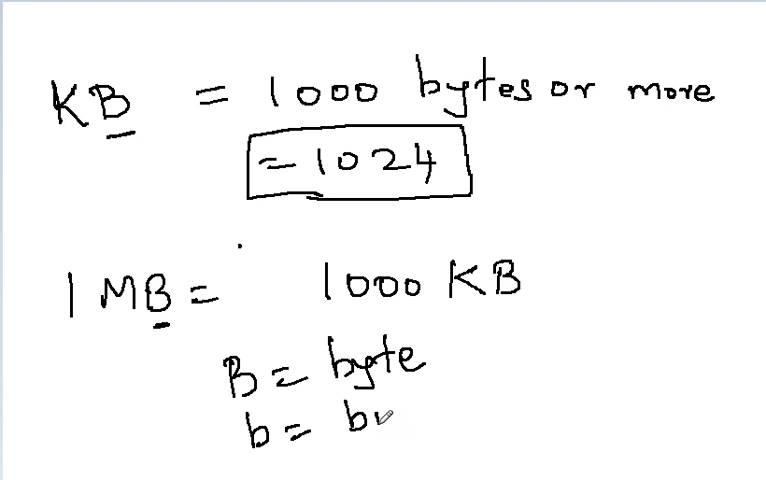 KB = 1000 bytes or more
= 1024
1 MB = 1000 KB
B = byte
b =